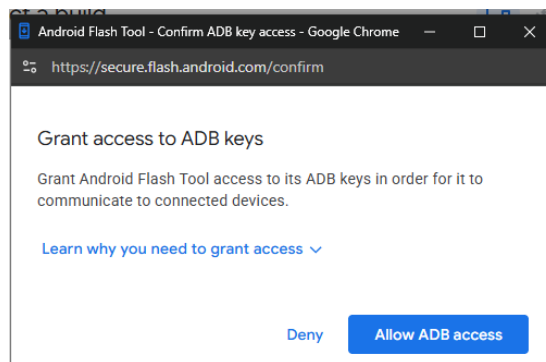 Android Flash Tool - Confirm ADB key access - Google Chrome
https://secure.flash.android.com/confirm
Grant access to ADB keys
Grant Android Flash Tool access to its ADB keys in order for it to
communicate to connected devices.
Learn why you need to grant access
Deny
Allow ADB access